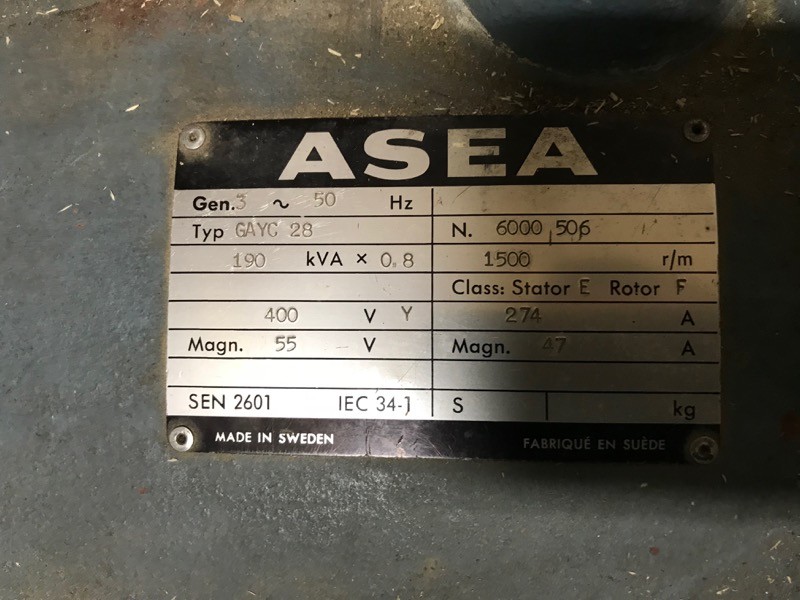 ASEA
Gen. 3 ~ 50 Hz
Typ GAYC 28 N. 6000 506
190 kVA × 0.8 1500 r/m
Class: Stator E Rotor F
400 V Y 274 A
Magn. 55 V Magn. 47 A
SEN 2601 IEC 34-1 S kg
MADE IN SWEDEN FABRIQUÉ EN SUÈDE